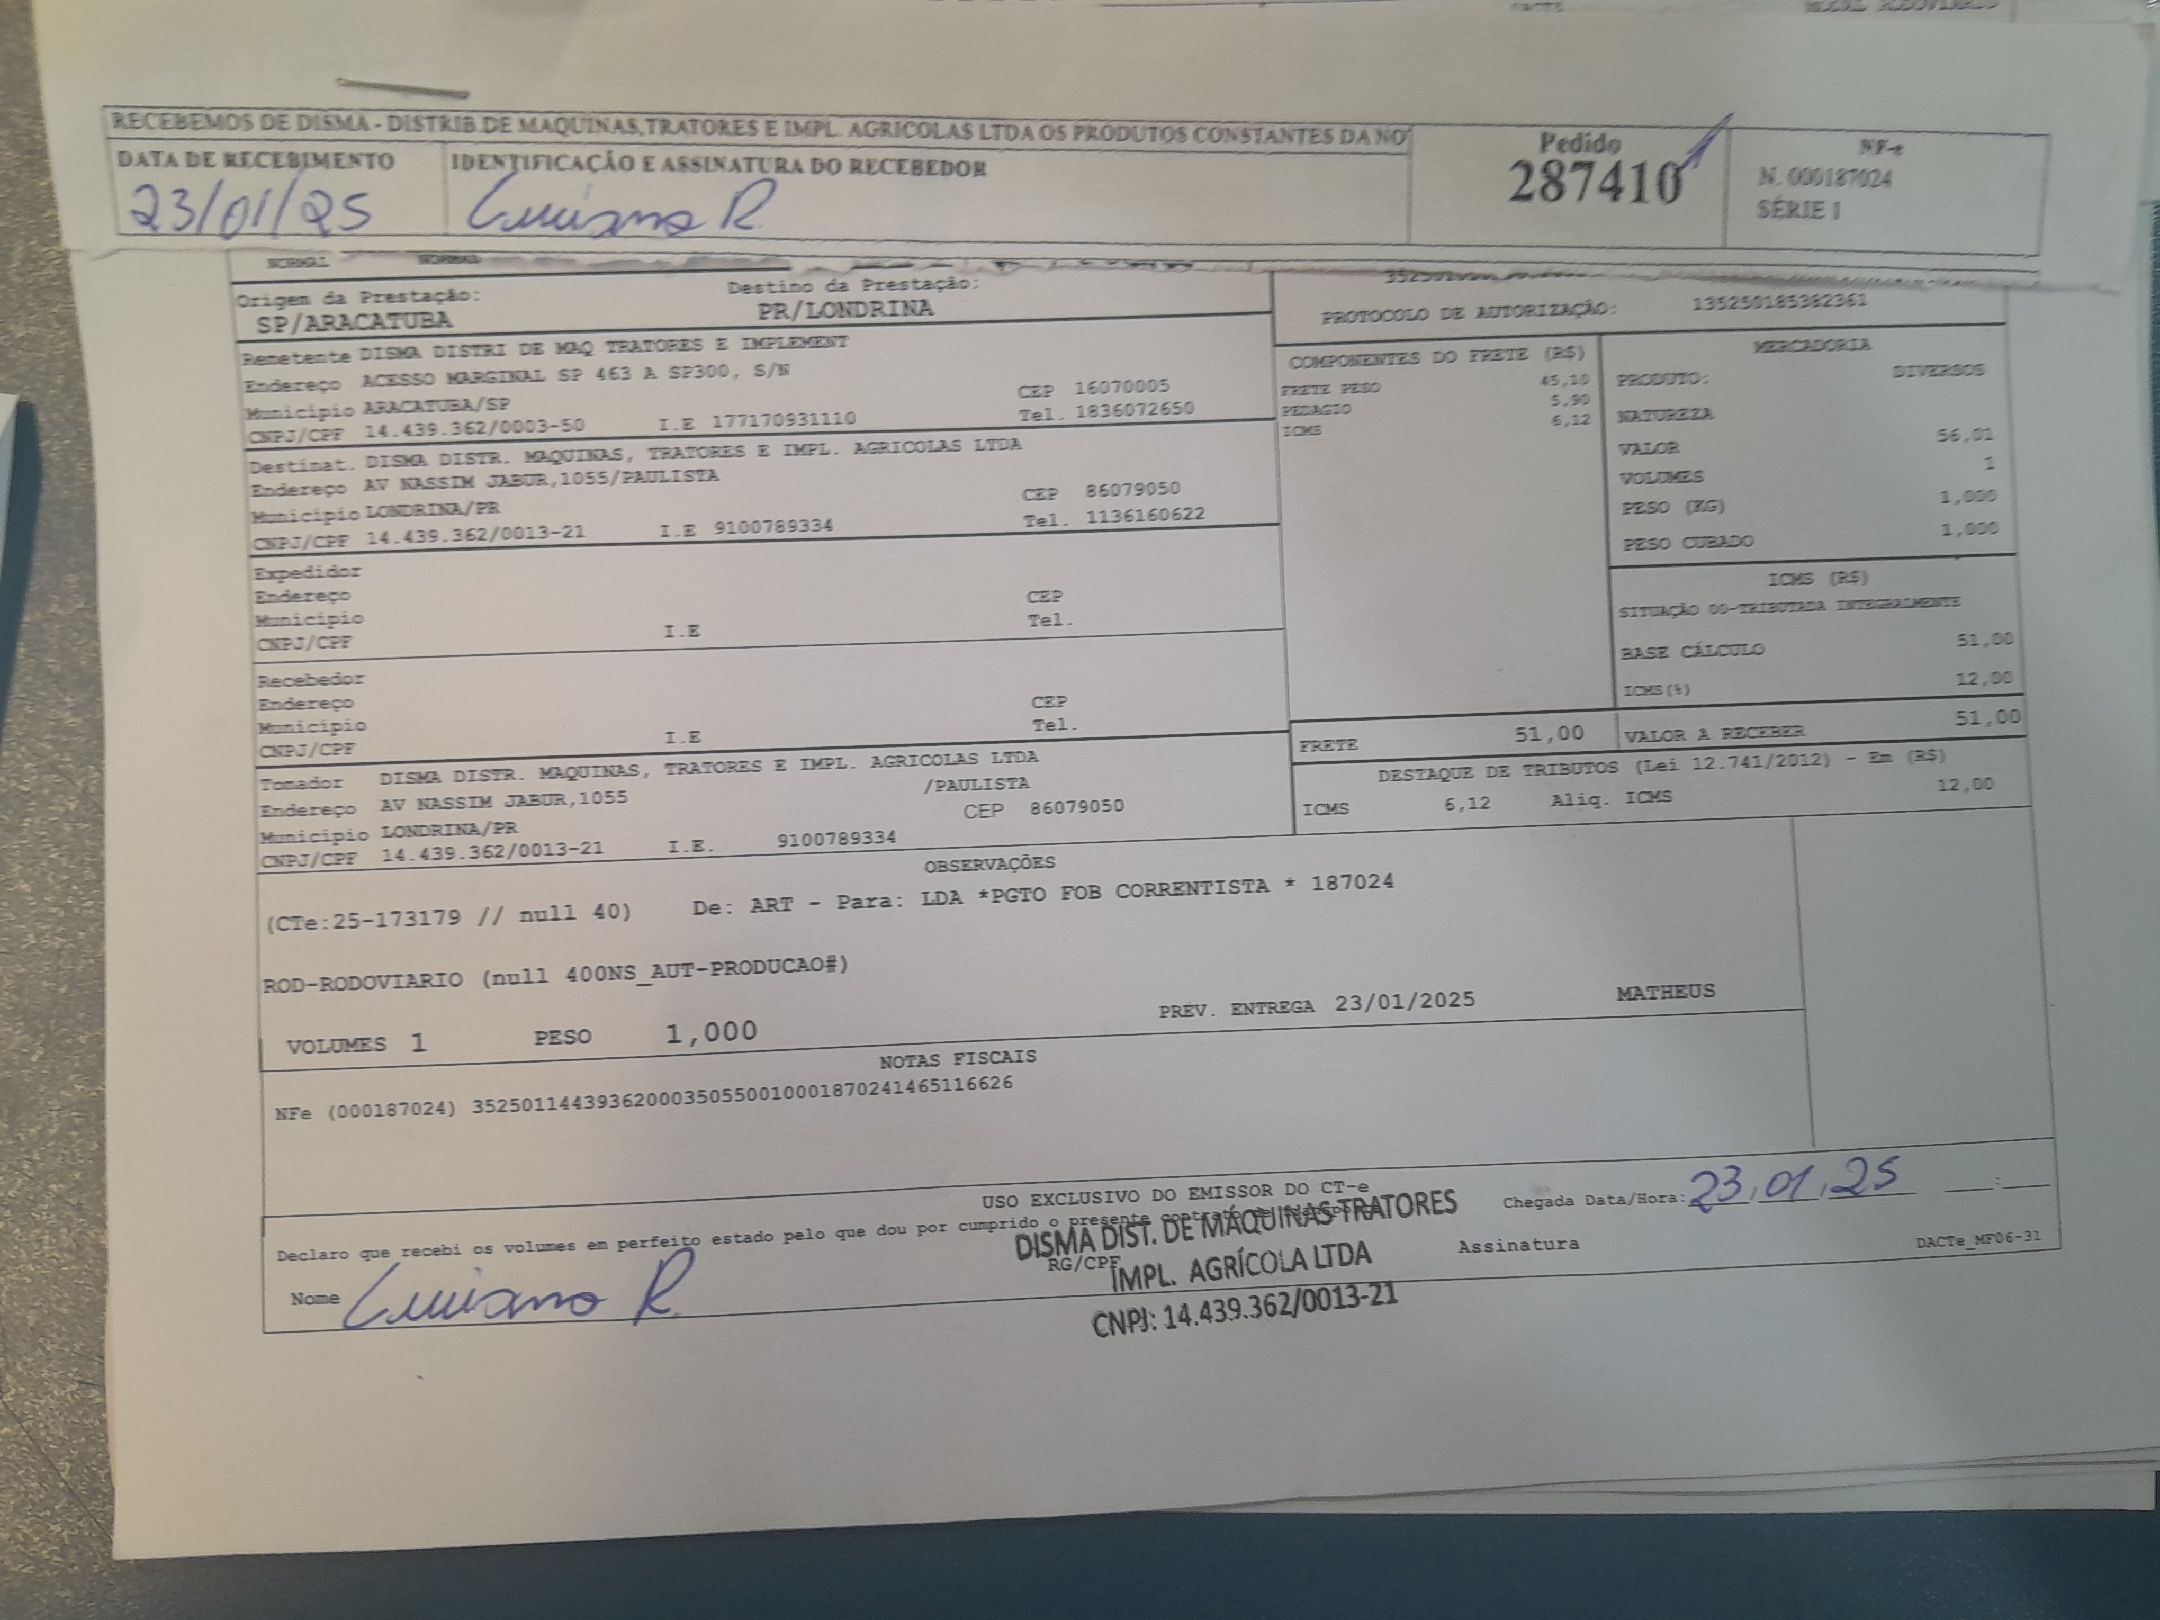 RECEBEMOS DE DISMA - DISTRIB DE MAQUINAS,TRATORES E IMPL. AGRICOLAS LTDA OS PRODUTOS CONSTANTES DA NO
DATA DE RECEBIMENTO
23/01/25
IDENTIFICAÇÃO E ASSINATURA DO RECEBEDOR
Luciano R
Pedido
287410
NF-e
N. 000187024
SÉRIE 1
NORMAL NORMAL
Origem da Prestação: Destino da Prestação:
SP/ARACATUBA PR/LONDRINA
PROTOCOLO DE AUTORIZAÇÃO: 135250185382361
Remetente DISMA DISTRI DE MAQ TRATORES E IMPLEMENT
Endereço ACESSO MARGINAL SP 463 A SP300, S/N CEP 16070005
Município ARACATUBA/SP Tel. 1836072650
CNPJ/CPF 14.439.362/0003-50 I.E 177170931110
Destinat. DISMA DISTR. MAQUINAS, TRATORES E IMPL. AGRICOLAS LTDA
Endereço AV NASSIM JABUR,1055/PAULISTA CEP 86079050
Município LONDRINA/PR Tel. 1136160622
CNPJ/CPF 14.439.362/0013-21 I.E 9100789334
Expedidor
Endereço CEP
Município Tel.
CNPJ/CPF I.E
Recebedor
Endereço CEP
Município Tel.
CNPJ/CPF I.E
Tomador DISMA DISTR. MAQUINAS, TRATORES E IMPL. AGRICOLAS LTDA
Endereço AV NASSIM JABUR,1055 /PAULISTA
Município LONDRINA/PR CEP 86079050
CNPJ/CPF 14.439.362/0013-21 I.E. 9100789334
COMPONENTES DO FRETE (R$)
FRETE PESO 45,10
PEDAGIO 5,90
ICMS 6,12
MERCADORIA
PRODUTO: DIVERSOS
NATUREZA
VALOR 56,01
VOLUMES 1
PESO (KG) 1,000
PESO CUBADO 1,000
ICMS (R$)
SITUAÇÃO 00-TRIBUTADA INTEGRALMENTE
BASE CÁLCULO 51,00
ICMS(%) 12,00
FRETE 51,00 VALOR A RECEBER 51,00
DESTAQUE DE TRIBUTOS (Lei 12.741/2012) - Em (R$)
ICMS 6,12 Aliq. ICMS 12,00
OBSERVAÇÕES
(CTe:25-173179 // null 40) De: ART - Para: LDA *PGTO FOB CORRENTISTA * 187024
ROD-RODOVIARIO (null 400NS_AUT-PRODUCAO#)
VOLUMES 1 PESO 1,000 PREV. ENTREGA 23/01/2025 MATHEUS
NOTAS FISCAIS
NFe (000187024) 35250114439362000350550010001870241465116626
USO EXCLUSIVO DO EMISSOR DO CT-e
Declaro que recebi os volumes em perfeito estado pelo que dou por cumprido o presente contrato de
Chegada Data/Hora: 23/01/25 __:__
Nome Luciano R RG/CPF Assinatura
DISMA DIST. DE MÁQUINAS TRATORES
IMPL. AGRÍCOLA LTDA
CNPJ: 14.439.362/0013-21
DACTe_MF06-31